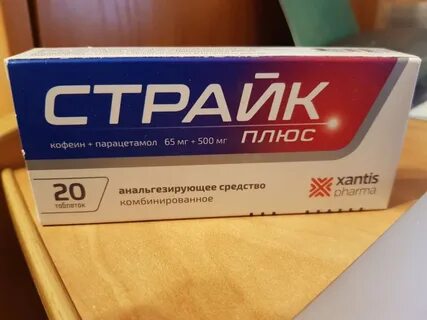 СТРАЙК
ПЛЮС
кофеин + парацетамол 65 мг + 500 мг
20
таблеток
анальгезирующее средство
комбинированное
xantis
pharma